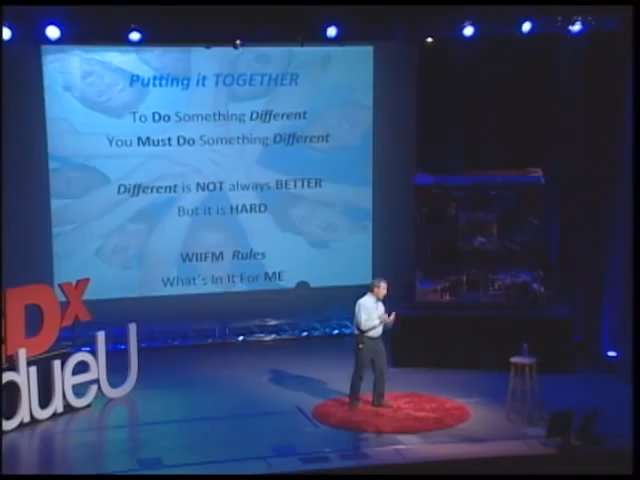 Putting it TOGETHER
To Do Something Different
You Must Do Something Different
Different is NOT always BETTER
But it is HARD
WIIFM Rules
What's In It For ME
Dx
dueU